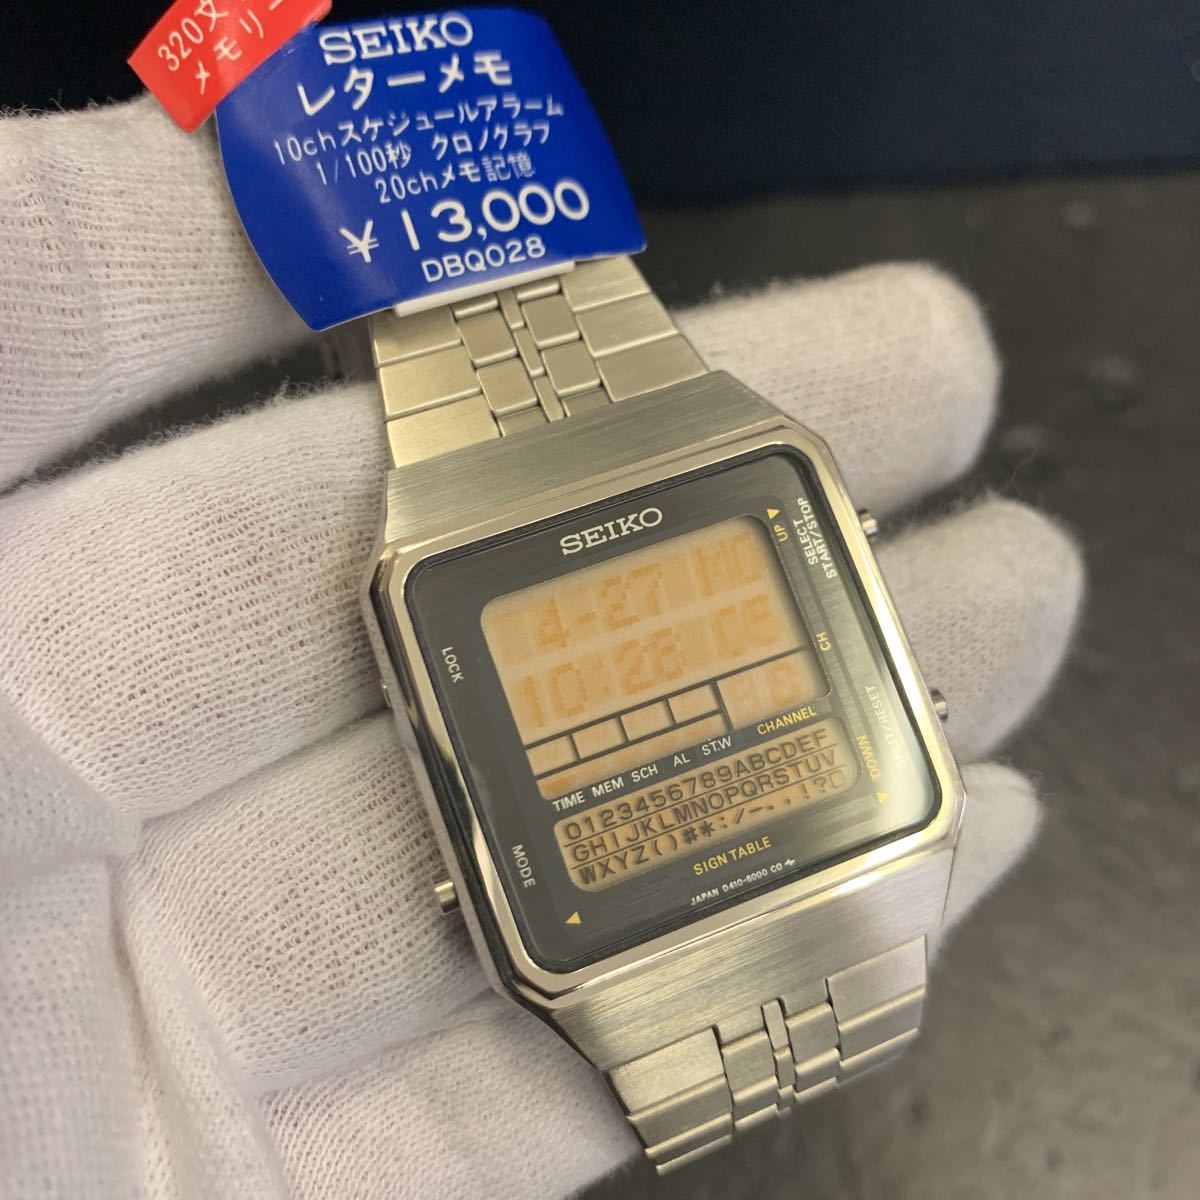 320文
メモリー
SEIKO
レターメモ
10chスケジュールアラーム
1/100秒 クロノグラフ
20chメモ記憶
¥13,000
DBQ028
SEIKO
UP
SELECT
START/STOP
LOCK
4-27
10:28
CH
8
TIME MEM SCH AL ST.W CHANNEL
SPLIT/RESET
DOWN
0123456789ABCDEF
GHIJKLMNOPQRSTUV
WXYZ()#*:/-.,!?□
SIGN TABLE
MODE
JAPAN D410-5000 CO